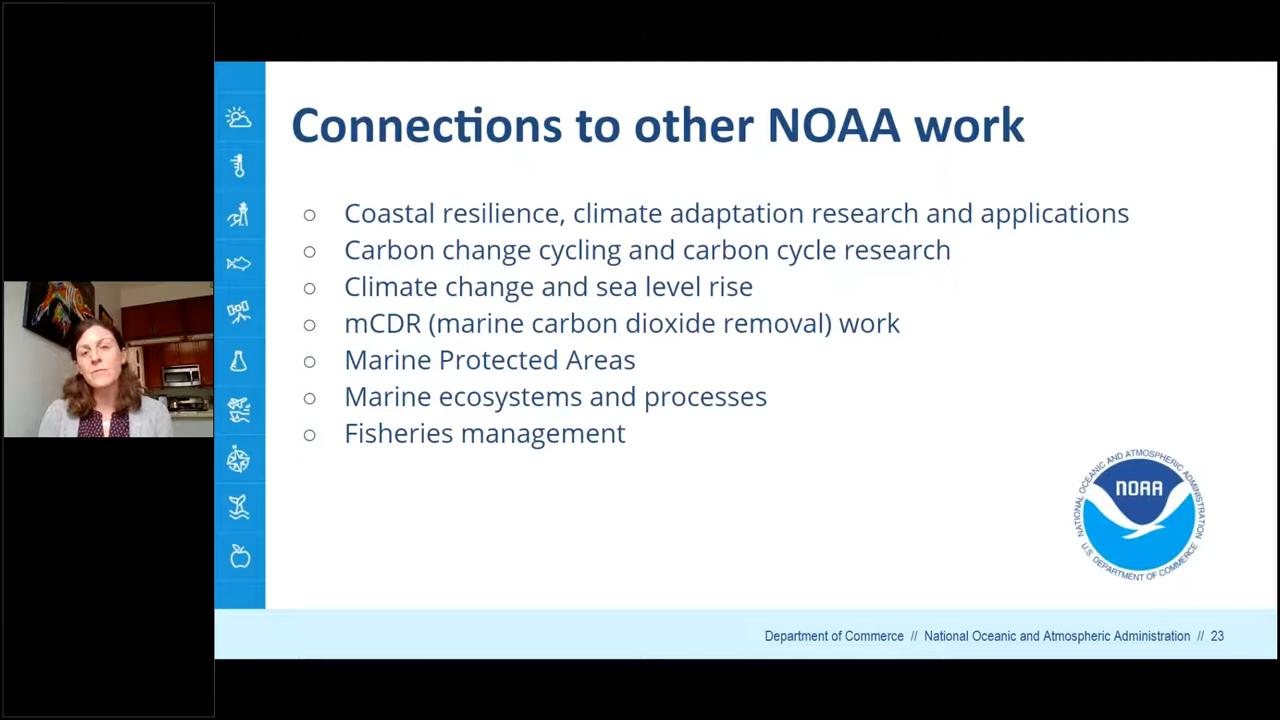 Connections to other NOAA work
○ Coastal resilience, climate adaptation research and applications
○ Carbon change cycling and carbon cycle research
○ Climate change and sea level rise
○ mCDR (marine carbon dioxide removal) work
○ Marine Protected Areas
○ Marine ecosystems and processes
○ Fisheries management
NATIONAL OCEANIC AND ATMOSPHERIC ADMINISTRATION
NOAA
U.S. DEPARTMENT OF COMMERCE
Department of Commerce // National Oceanic and Atmospheric Administration // 23